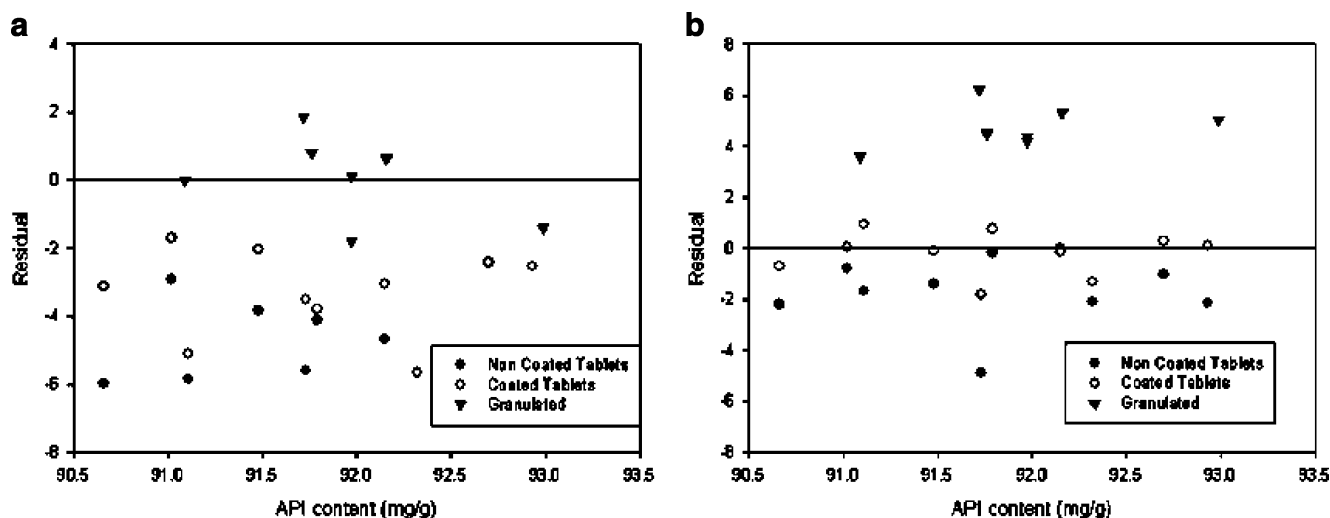 a
4
2
0
-2
-4
-6
-8
Residual
90.5 91.0 91.5 92.0 92.5 93.0 93.5
API content (mg/g)
Non Coated Tablets
Coated Tablets
Granulated
b
8
6
4
2
0
-2
-4
-6
-8
Residual
90.5 91.0 91.5 92.0 92.5 93.0 93.5
API content (mg/g)
Non Coated Tablets
Coated Tablets
Granulated